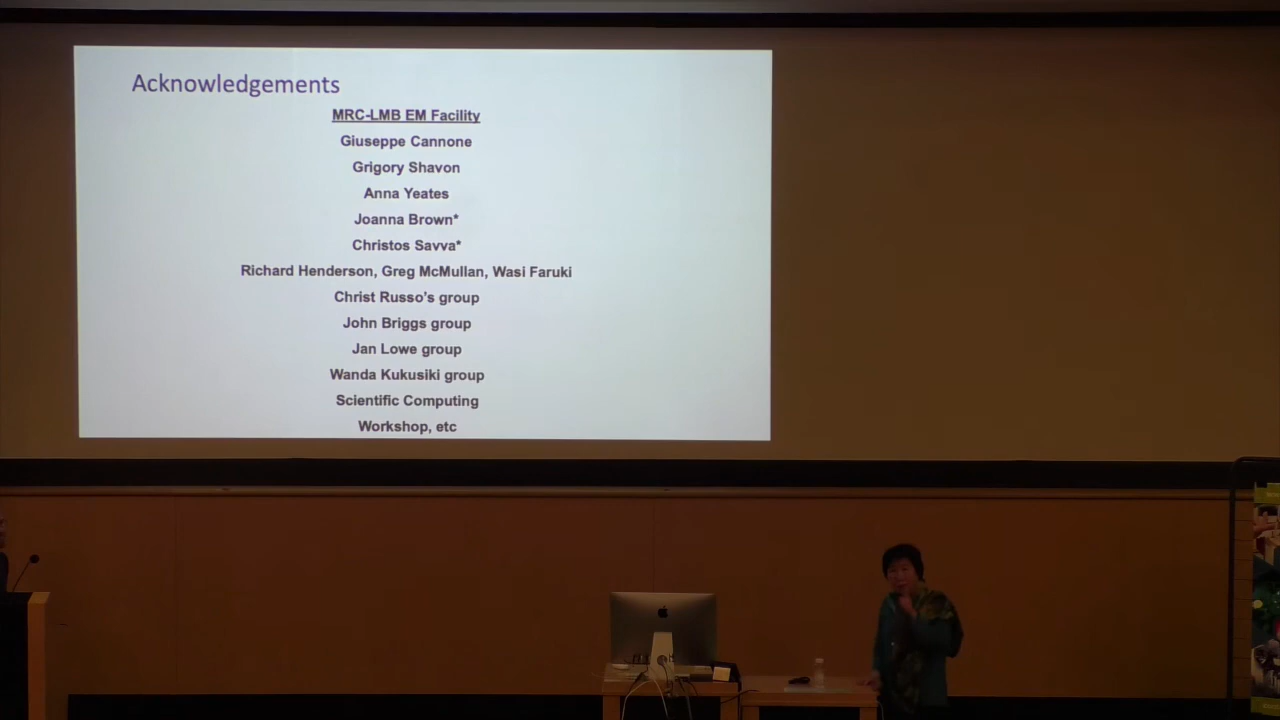 Acknowledgements
MRC-LMB EM Facility
Giuseppe Cannone
Grigory Shavon
Anna Yeates
Joanna Brown*
Christos Savva*
Richard Henderson, Greg McMullan, Wasi Faruki
Christ Russo's group
John Briggs group
Jan Lowe group
Wanda Kukusiki group
Scientific Computing
Workshop, etc